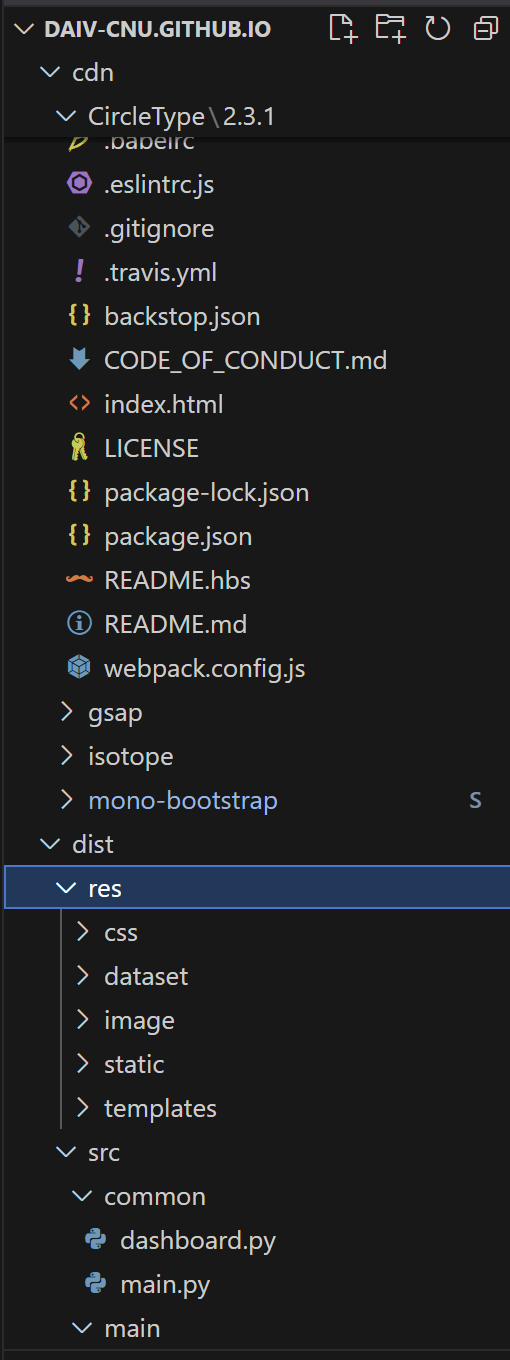 DAIV-CNU.GITHUB.IO
cdn
CircleType\2.3.1
.babelrc
.eslintrc.js
.gitignore
.travis.yml
backstop.json
CODE_OF_CONDUCT.md
index.html
LICENSE
package-lock.json
package.json
README.hbs
README.md
webpack.config.js
gsap
isotope
mono-bootstrap S
dist
res
css
dataset
image
static
templates
src
common
dashboard.py
main.py
main